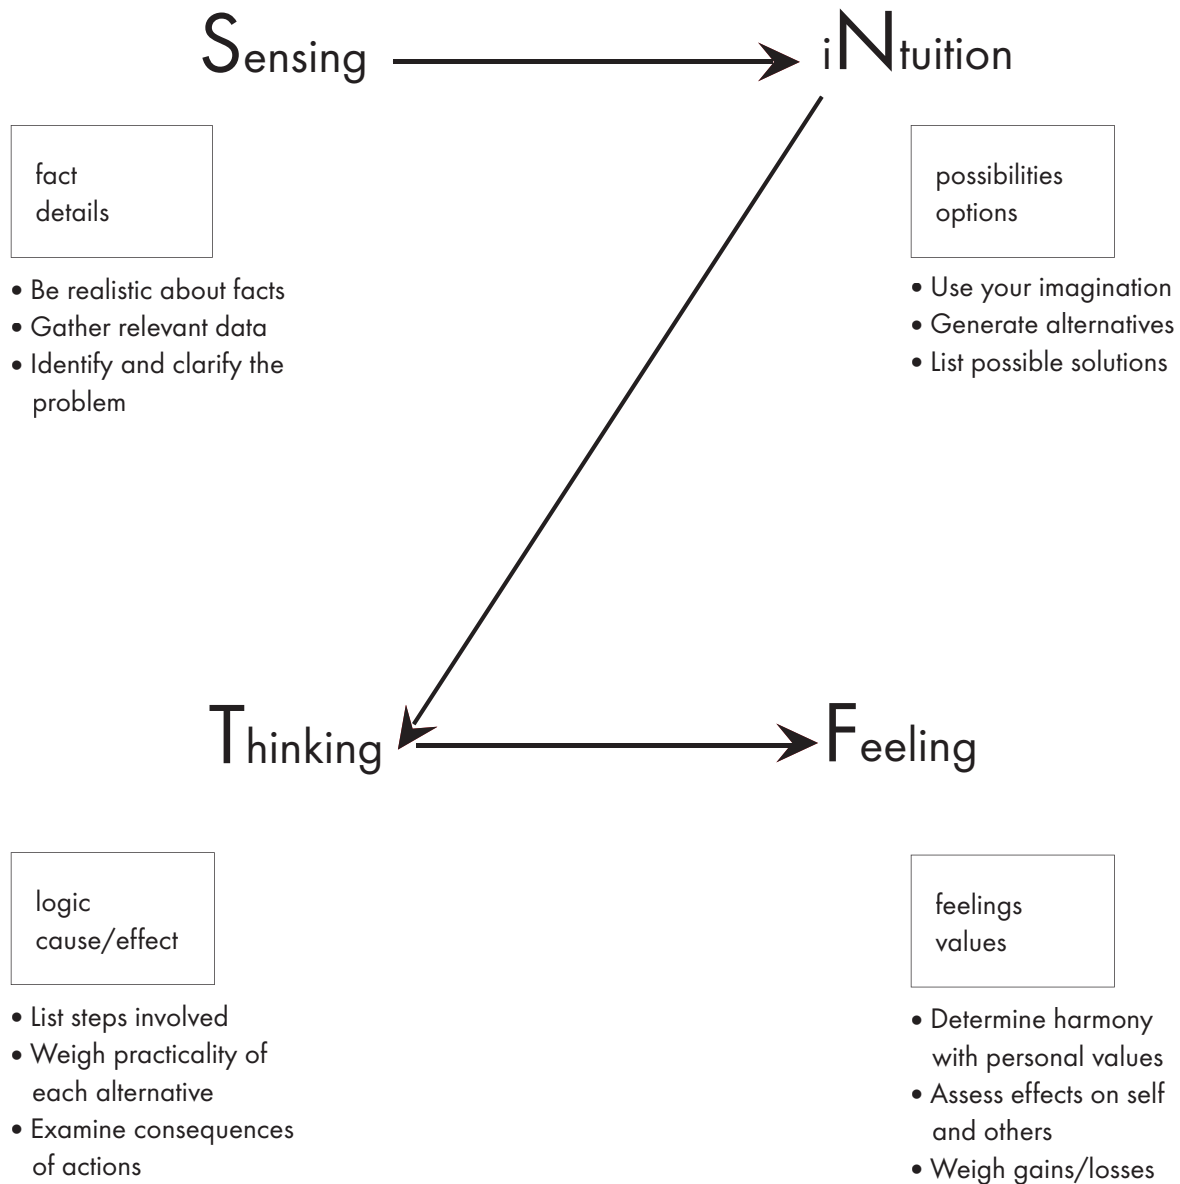 Sensing
iNtuition
fact
details
• Be realistic about facts
• Gather relevant data
• Identify and clarify the
problem
possibilities
options
• Use your imagination
• Generate alternatives
• List possible solutions
Thinking
Feeling
logic
cause/effect
• List steps involved
• Weigh practicality of
each alternative
• Examine consequences
of actions
feelings
values
• Determine harmony
with personal values
• Assess effects on self
and others
• Weigh gains/losses